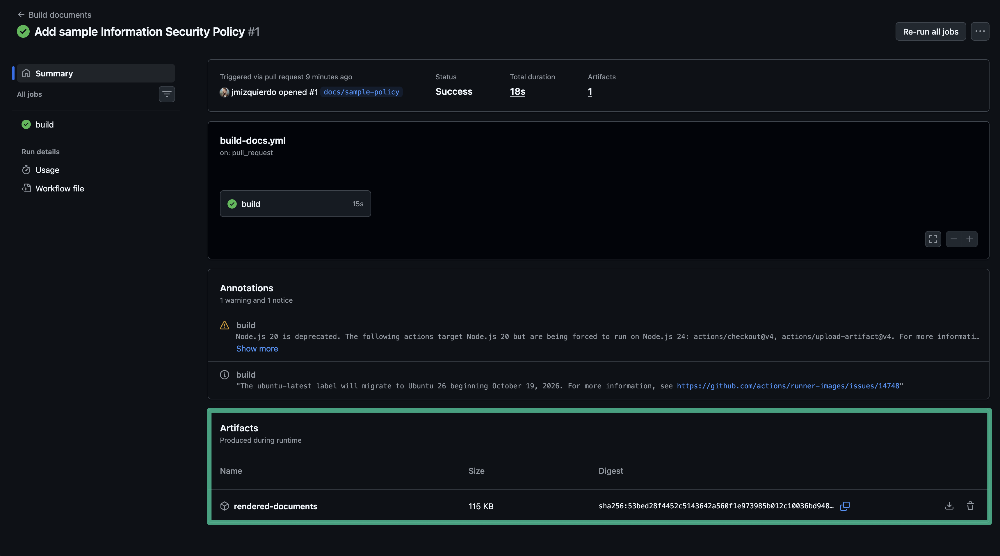 Build documents
Add sample Information Security Policy #1
Re-run all jobs
Summary
All jobs
build
Run details
Usage
Workflow file
Triggered via pull request 9 minutes ago
jmizquierdo opened #1 docs/sample-policy
Status
Success
Total duration
18s
Artifacts
1
build-docs.yml
on: pull_request
build 15s
Annotations
1 warning and 1 notice
build
Node.js 20 is deprecated. The following actions target Node.js 20 but are being forced to run on Node.js 24: actions/checkout@v4, actions/upload-artifact@v4. For more informati…
Show more
build
"The ubuntu-latest label will migrate to Ubuntu 26 beginning October 19, 2026. For more information, see https://github.com/actions/runner-images/issues/14748"
Artifacts
Produced during runtime
Name Size Digest
rendered-documents 115 KB sha256:53bed28f4452c5143642a560f1e973985b012c10036bd948…